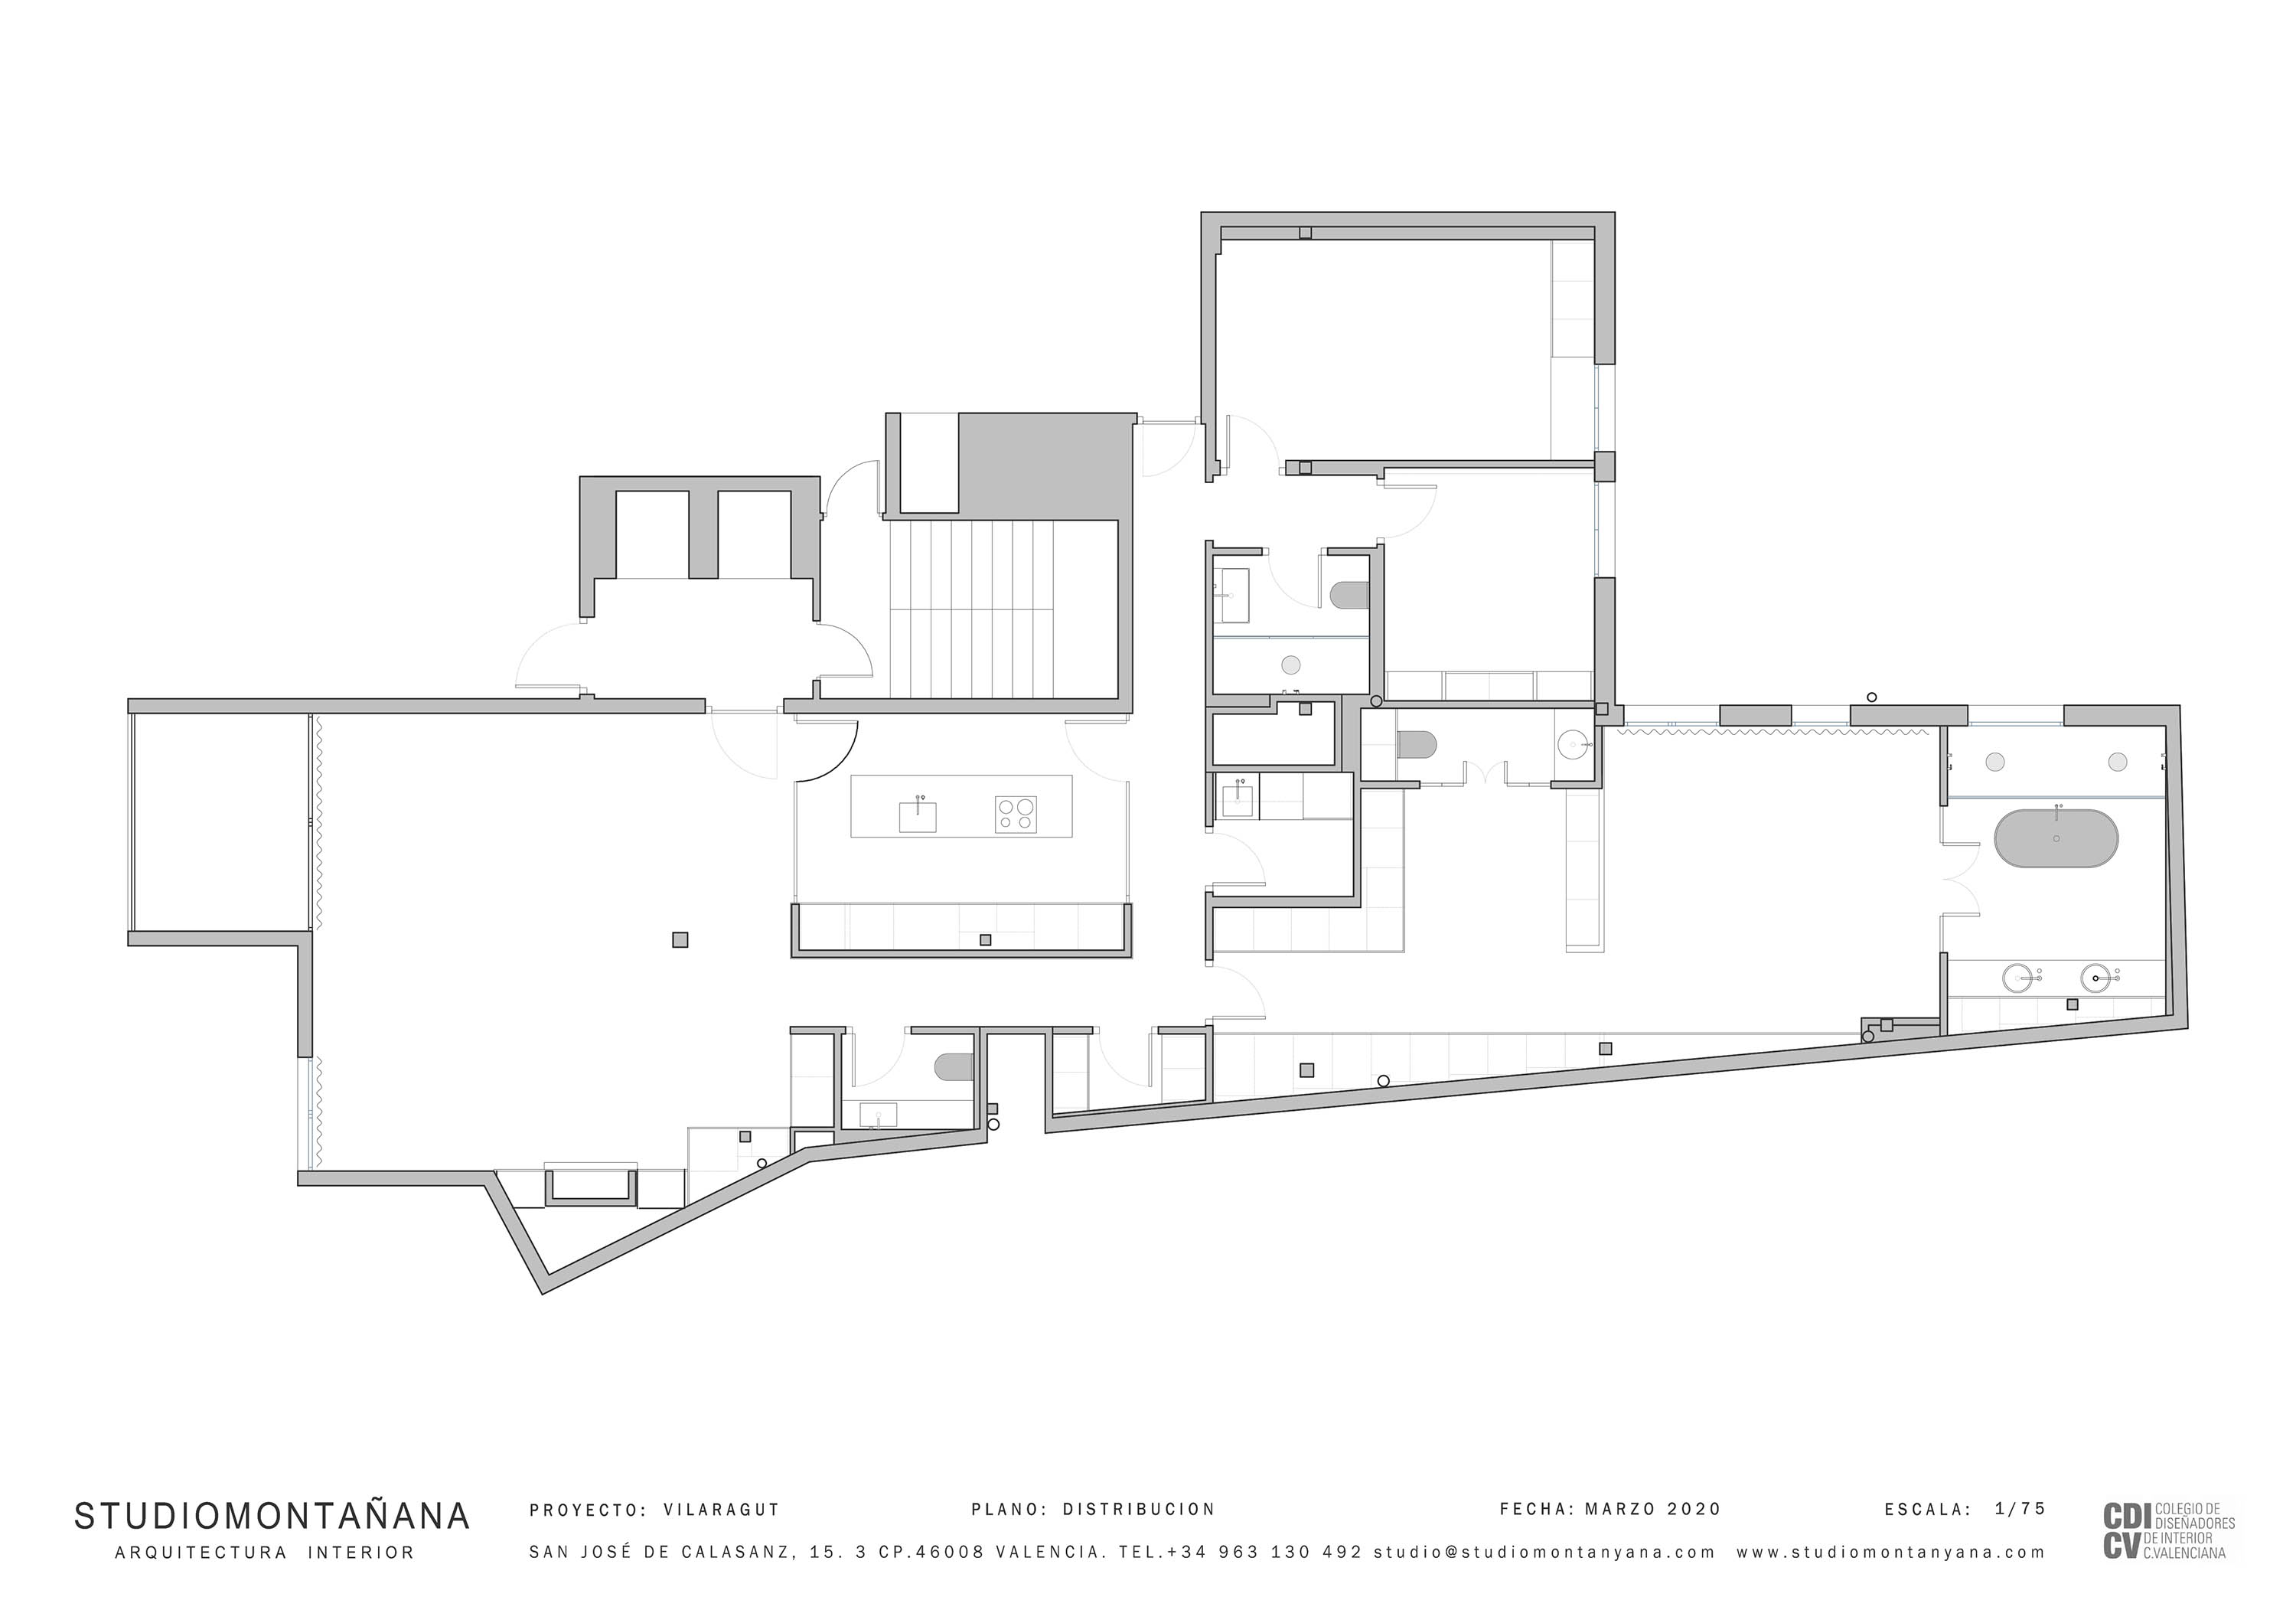 STUDIOMONTAÑANA
ARQUITECTURA INTERIOR
PROYECTO: VILARAGUT
PLANO: DISTRIBUCION
FECHA: MARZO 2020
ESCALA: 1/75
SAN JOSÉ DE CALASANZ, 15. 3 CP.46008 VALENCIA. TEL.+34 963 130 492 studio@studiomontanyana.com www.studiomontanyana.com
CDI COLEGIO DE
DISEÑADORES
CV DE INTERIOR
C.VALENCIANA